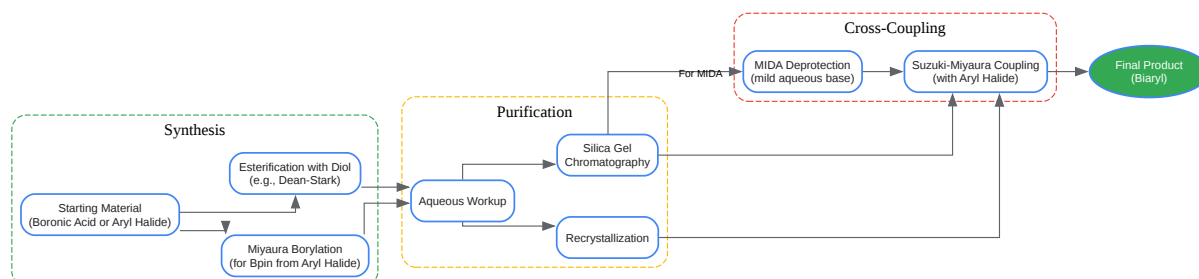 Synthesis
Starting Material
(Boronic Acid or Aryl Halide)
Esterification with Diol
(e.g., Dean-Stark)
Miyaura Borylation
(for Bpin from Aryl Halide)
Purification
Aqueous Workup
Silica Gel
Chromatography
Recrystallization
For MIDA
Cross-Coupling
MIDA Deprotection
(mild aqueous base)
Suzuki-Miyaura Coupling
(with Aryl Halide)
Final Product
(Biaryl)